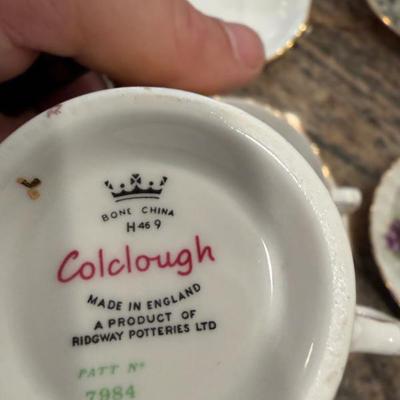 BONE CHINA
H469
Colclough
MADE IN ENGLAND
A PRODUCT OF
RIDGWAY POTTERIES LTD
PATT Nº
7984